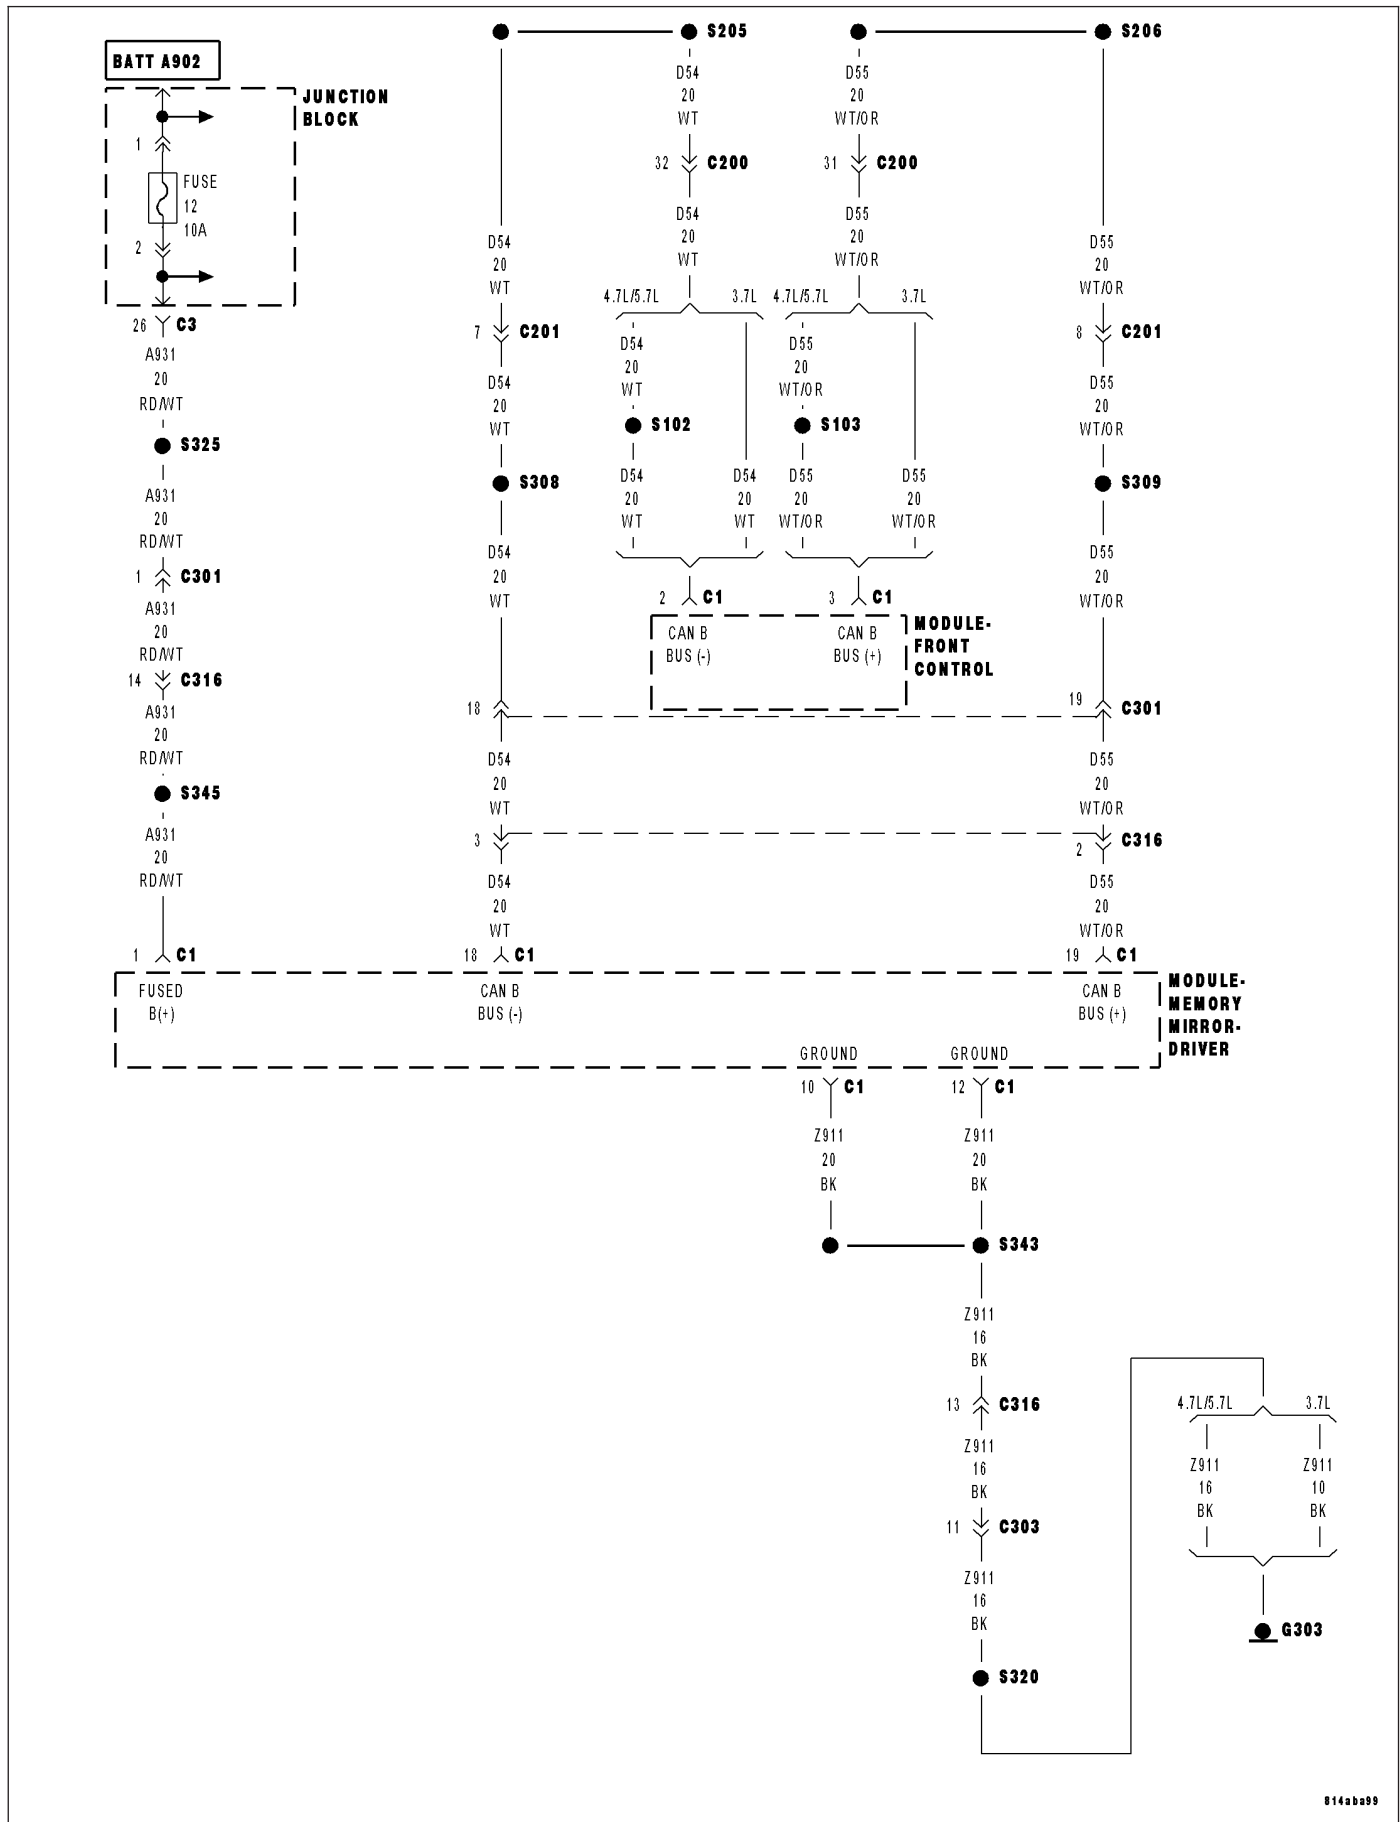 BATT A902
JUNCTION
BLOCK
1
FUSE
12
10A
2
26 C3
A931
20
RD/WT
S325
A931
20
RD/WT
1 C301
A931
20
RD/WT
14 C316
A931
20
RD/WT
S345
A931
20
RD/WT
1 C1
FUSED
B(+)
D54
20
WT
7 C201
D54
20
WT
S308
D54
20
WT
18
D54
20
WT
3
D54
20
WT
18 C1
CAN B
BUS (-)
S205
D54
20
WT
32 C200
D54
20
WT
4.7L/5.7L 3.7L
D54
20
WT
S102
D54
20
WT
D54
20
WT
2 C1
CAN B
BUS (-)
D55
20
WT/OR
31 C200
D55
20
WT/OR
4.7L/5.7L 3.7L
D55
20
WT/OR
S103
D55
20
WT/OR
D55
20
WT/OR
3 C1
CAN B
BUS (+)
MODULE-
FRONT
CONTROL
S206
D55
20
WT/OR
8 C201
D55
20
WT/OR
S309
D55
20
WT/OR
19 C301
D55
20
WT/OR
2 C316
D55
20
WT/OR
19 C1
CAN B
BUS (+)
MODULE-
MEMORY
MIRROR-
DRIVER
GROUND
10 C1
Z911
20
BK
GROUND
12 C1
Z911
20
BK
S343
Z911
16
BK
13 C316
Z911
16
BK
11 C303
Z911
16
BK
S320
4.7L/5.7L 3.7L
Z911
16
BK
Z911
10
BK
G303
814aba99